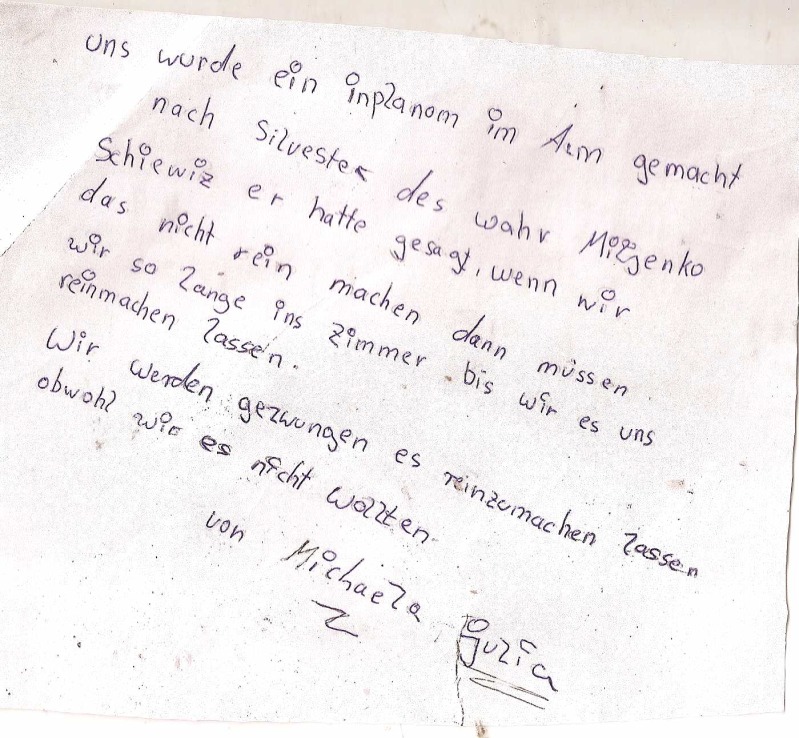 uns wurde ein inplanom im Arm gemacht
nach Silvester des wahr Miljenko
Schiewiz er hatte gesagt, wenn wir
das nicht rein machen dann müssen
wir so lange ins Zimmer bis wir es uns
reinmachen lassen.
Wir werden gezwungen es reinzumachen lassen
obwohl wir es nicht wollten
von Michaela
Julia